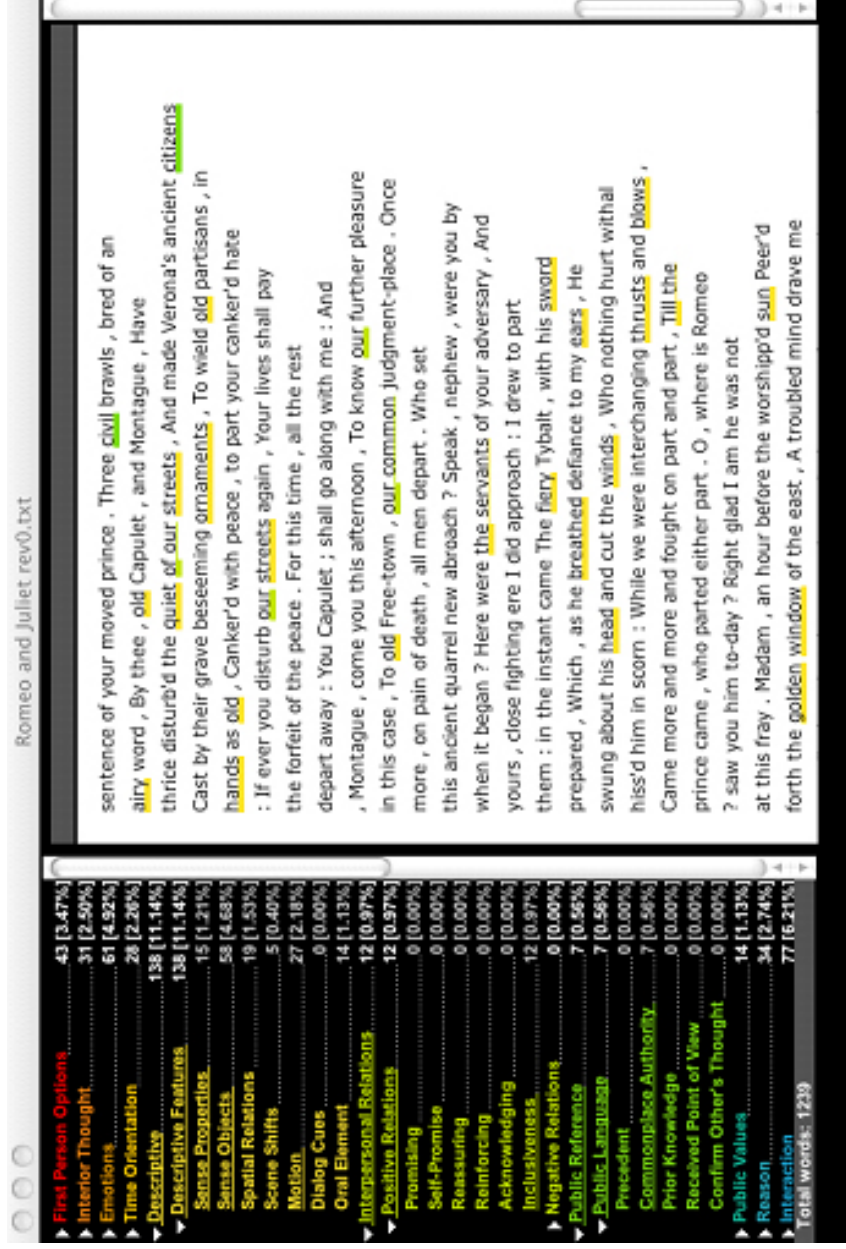 Romeo and Juliet rev0.txt
First Person Options 43 [3.47%]
Interior Thought 31 [2.50%]
Emotions 61 [4.92%]
Time Orientation 28 [2.26%]
Descriptive 138 [11.14%]
Descriptive Features 138 [11.14%]
Sense Properties 15 [1.21%]
Sense Objects 58 [4.68%]
Spatial Relations 19 [1.53%]
Scene Shifts 5 [0.40%]
Motion 27 [2.18%]
Dialog Cues 0 [0.00%]
Oral Element 14 [1.13%]
Interpersonal Relations 12 [0.97%]
Positive Relations 12 [0.97%]
Promising 0 [0.00%]
Self-Promise 0 [0.00%]
Reassuring 0 [0.00%]
Reinforcing 0 [0.00%]
Acknowledging 0 [0.00%]
Inclusiveness 12 [0.97%]
Negative Relations 0 [0.00%]
Public Reference 7 [0.56%]
Public Language 7 [0.56%]
Precedent 0 [0.00%]
Commonplace Authority 7 [0.56%]
Prior Knowledge 0 [0.00%]
Received Point of View 0 [0.00%]
Confirm Other's Thought 0 [0.00%]
Public Values 14 [1.13%]
Reason 34 [2.74%]
Interaction 77 [6.21%]
Total words: 1239
sentence of your moved prince . Three civil brawls , bred of an
airy word , By thee , old Capulet , and Montague , Have
thrice disturb'd the quiet of our streets , And made Verona's ancient citizens
Cast by their grave beseeming ornaments , To wield old partisans , in
hands as old , Canker'd with peace , to part your canker'd hate
: If ever you disturb our streets again , Your lives shall pay
the forfeit of the peace . For this time , all the rest
depart away : You Capulet ; shall go along with me : And
, Montague , come you this afternoon , To know our further pleasure
in this case , To old Free-town , our common judgment-place . Once
more , on pain of death , all men depart . Who set
this ancient quarrel new abroach ? Speak , nephew , were you by
when it began ? Here were the servants of your adversary , And
yours , close fighting ere I did approach : I drew to part
them : in the instant came The fiery Tybalt , with his sword
prepared , Which , as he breathed defiance to my ears , He
swung about his head and cut the winds , Who nothing hurt withal
hiss'd him in scorn : While we were interchanging thrusts and blows ,
Came more and more and fought on part and part , Till the
prince came , who parted either part . O , where is Romeo
? saw you him to-day ? Right glad I am he was not
at this fray . Madam , an hour before the worshipp'd sun Peer'd
forth the golden window of the east , A troubled mind drave me